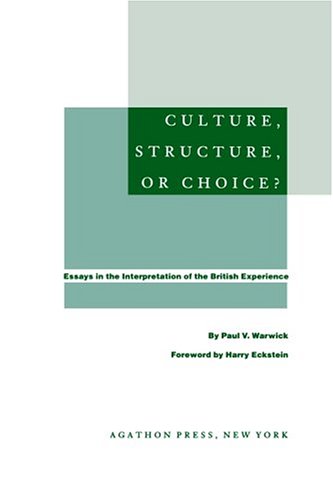 CULTURE,
STRUCTURE,
OR CHOICE?
Essays in the Interpretation of the British Experience
By Paul V. Warwick
Foreword by Harry Eckstein
AGATHON PRESS, NEW YORK